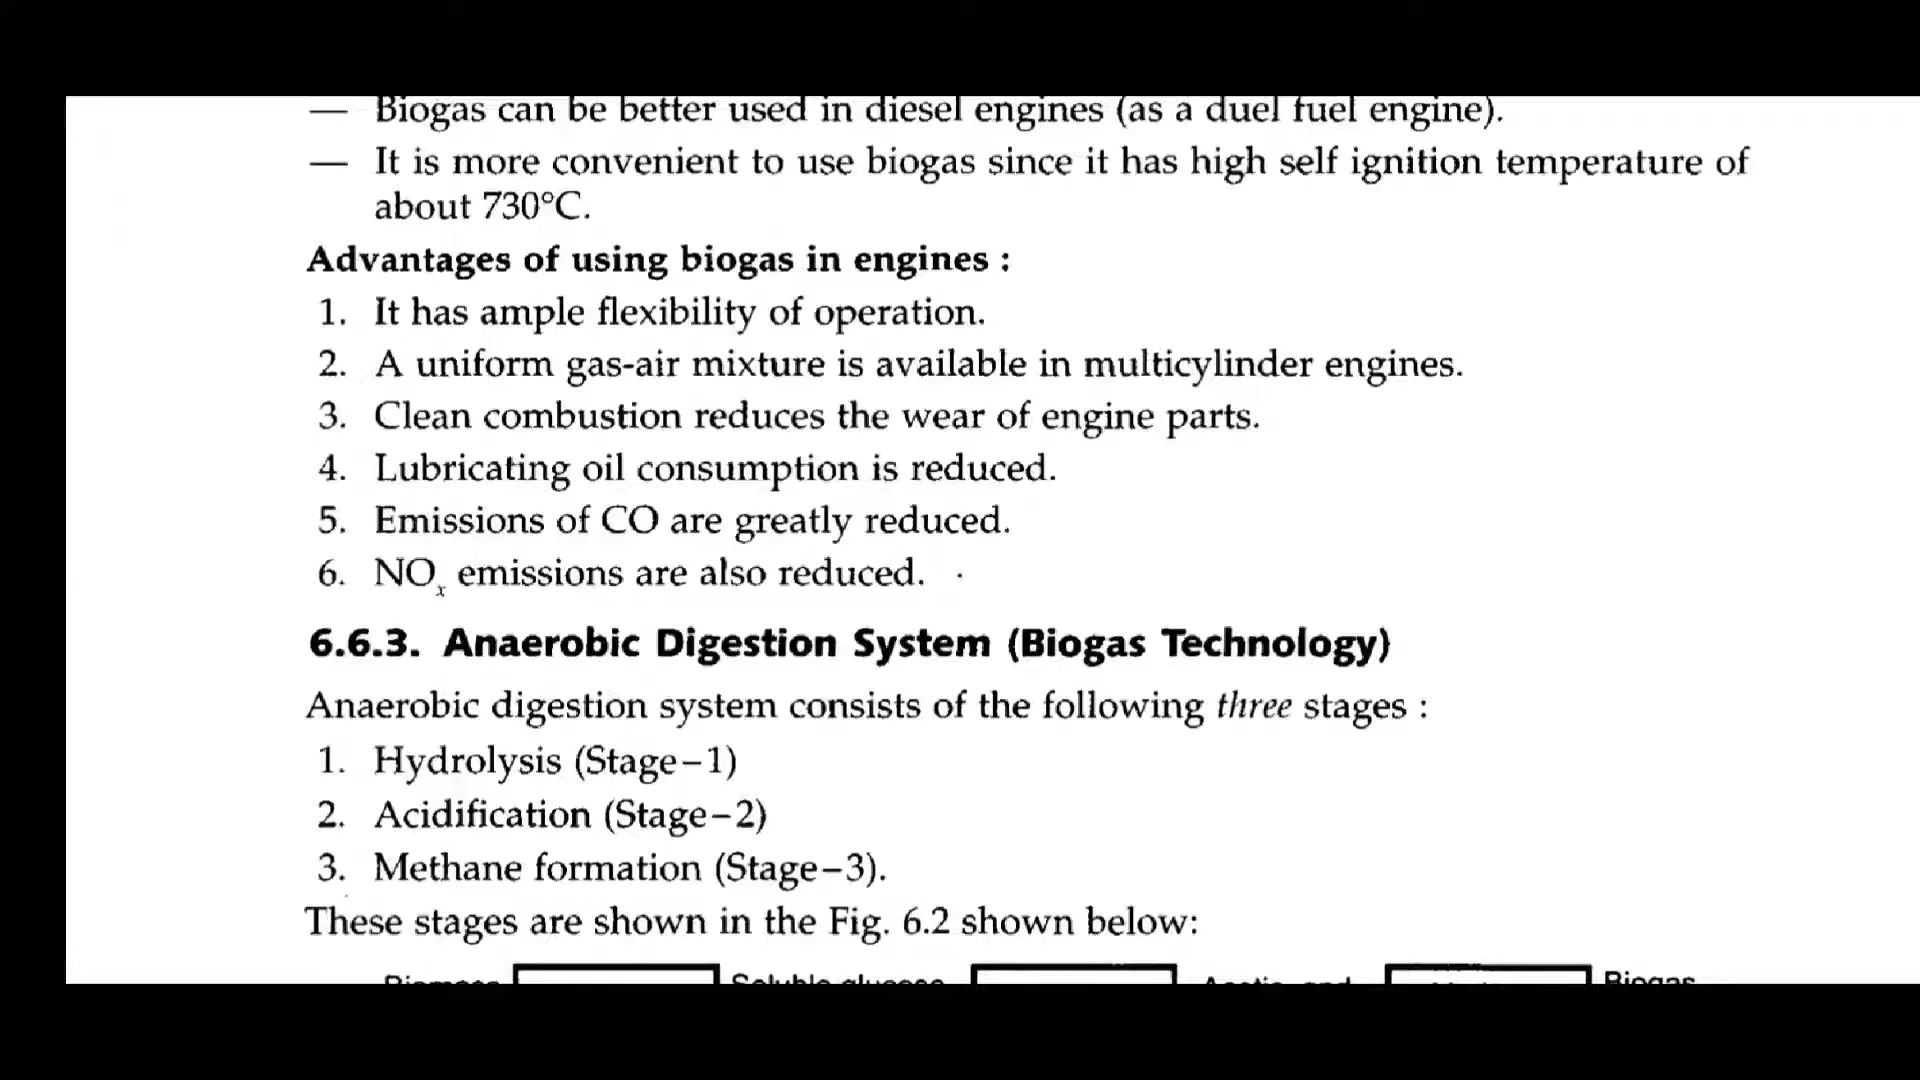 — Biogas can be better used in diesel engines (as a duel fuel engine).
— It is more convenient to use biogas since it has high self ignition temperature of
about 730°C.
Advantages of using biogas in engines :
1. It has ample flexibility of operation.
2. A uniform gas-air mixture is available in multicylinder engines.
3. Clean combustion reduces the wear of engine parts.
4. Lubricating oil consumption is reduced.
5. Emissions of CO are greatly reduced.
6. NOx emissions are also reduced.
6.6.3. Anaerobic Digestion System (Biogas Technology)
Anaerobic digestion system consists of the following three stages :
1. Hydrolysis (Stage–1)
2. Acidification (Stage–2)
3. Methane formation (Stage–3).
These stages are shown in the Fig. 6.2 shown below:
Biomass Soluble glucose Acetic and Biogas